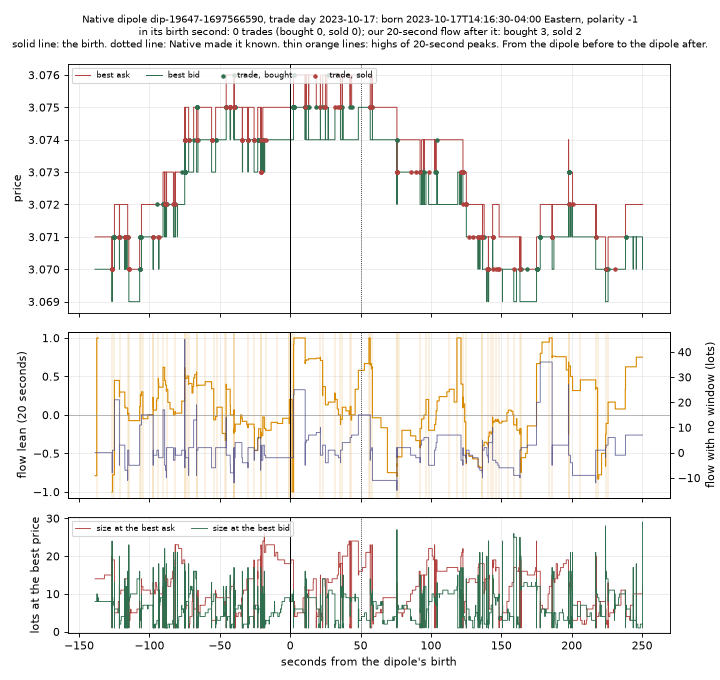 Native dipole dip-19647-1697566590, trade day 2023-10-17: born 2023-10-17T14:16:30-04:00 Eastern, polarity -1
in its birth second: 0 trades (bought 0, sold 0); our 20-second flow after it: bought 3, sold 2
solid line: the birth. dotted line: Native made it known. thin orange lines: highs of 20-second peaks. From the dipole before to the dipole after.
best ask best bid trade, bought trade, sold
3.076
3.075
3.074
3.073
3.072
3.071
3.070
3.069
price
1.0
0.5
0.0
−0.5
−1.0
flow lean (20 seconds)
40
30
20
10
0
−10
flow with no window (lots)
size at the best ask size at the best bid
30
20
10
0
lots at the best price
−150 −100 −50 0 50 100 150 200 250
seconds from the dipole's birth